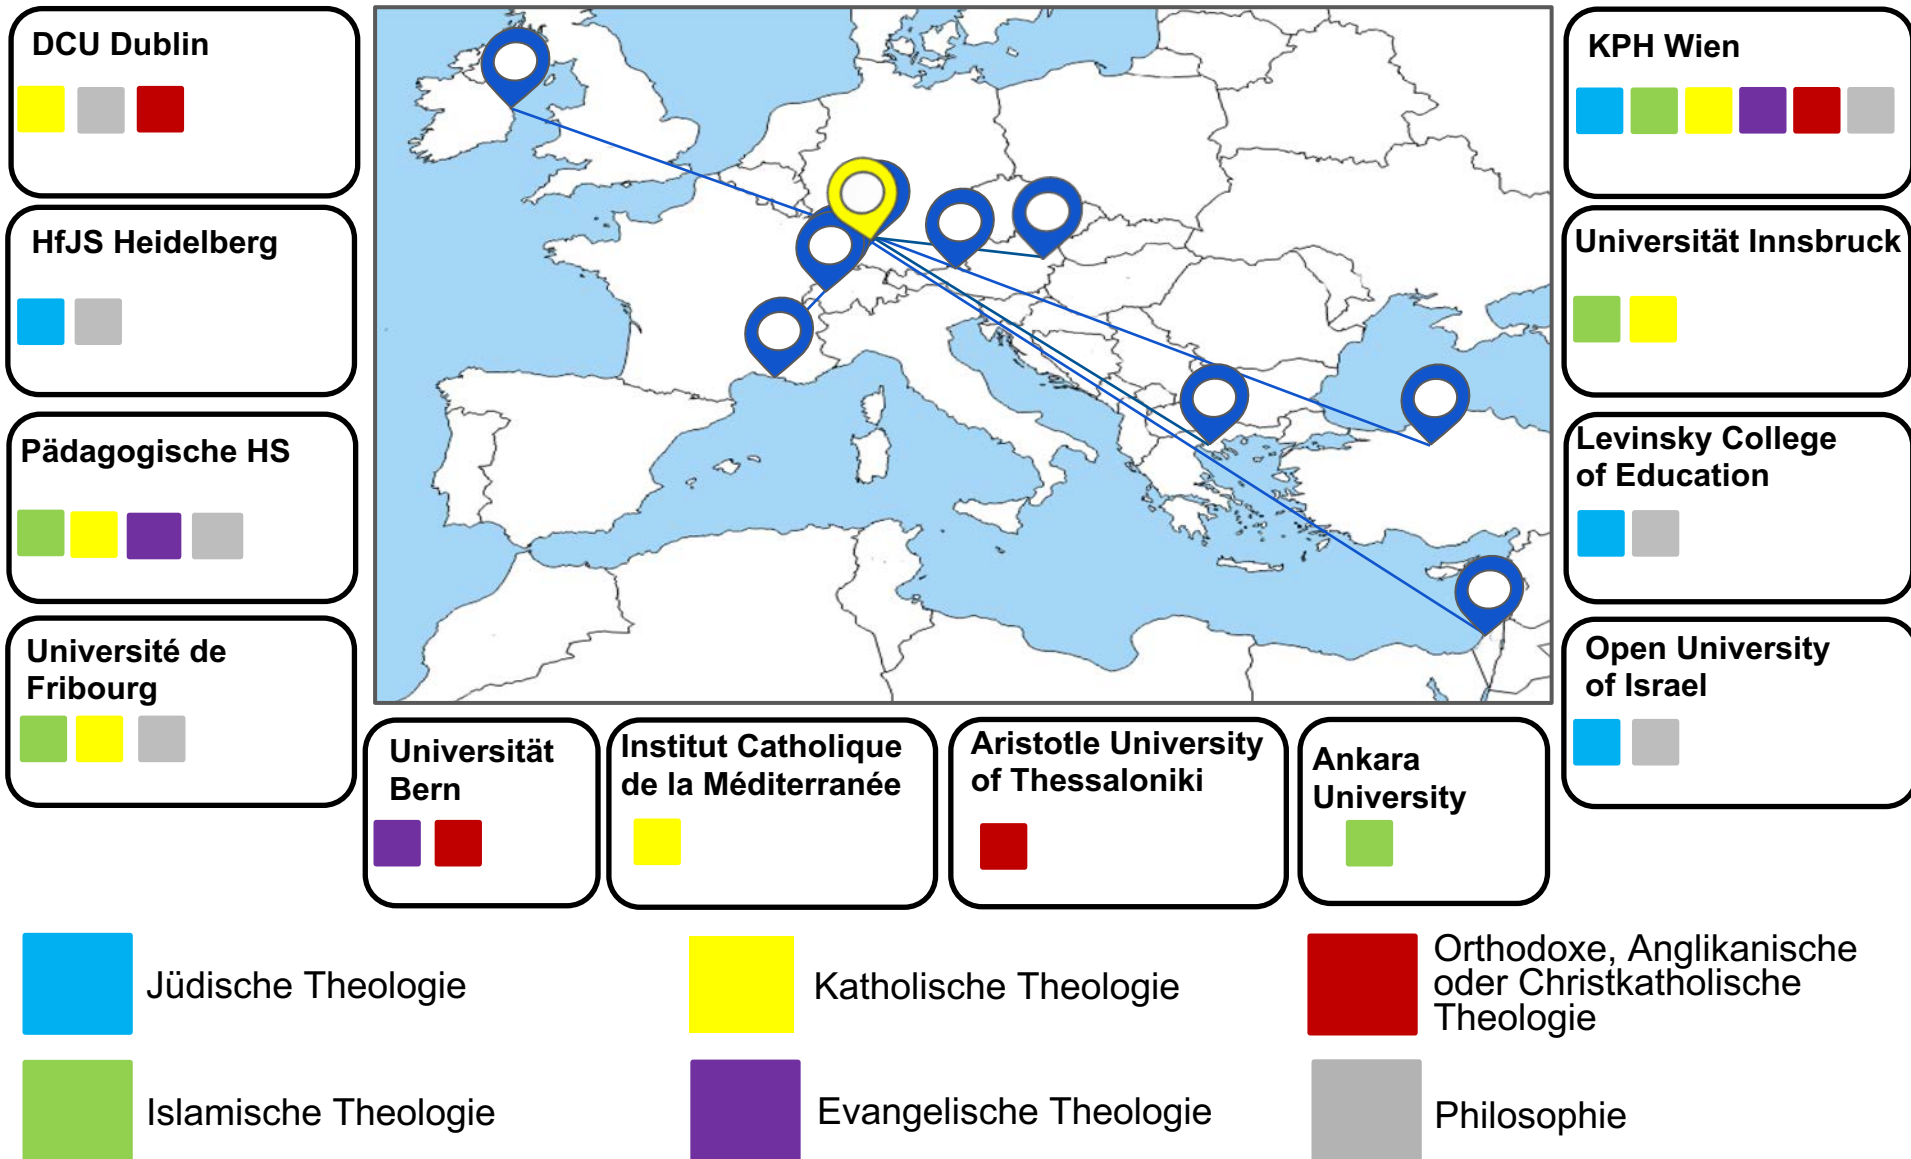 DCU Dublin
HfJS Heidelberg
Pädagogische HS
Université de
Fribourg
KPH Wien
Universität Innsbruck
Levinsky College
of Education
Open University
of Israel
Universität
Bern
Institut Catholique
de la Méditerranée
Aristotle University
of Thessaloniki
Ankara
University
Jüdische Theologie
Katholische Theologie
Orthodoxe, Anglikanische
oder Christkatholische
Theologie
Islamische Theologie
Evangelische Theologie
Philosophie